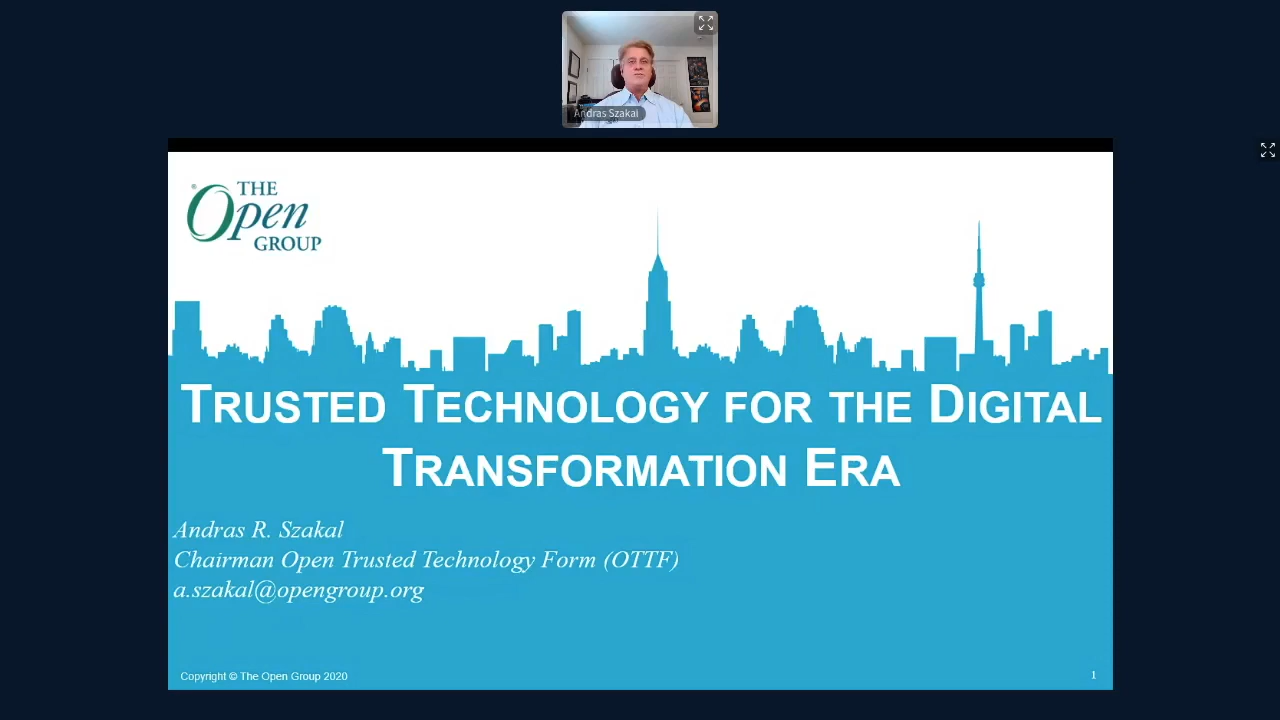 Andras Szakal
® THE
Open
GROUP
TRUSTED TECHNOLOGY FOR THE DIGITAL
TRANSFORMATION ERA
Andras R. Szakal
Chairman Open Trusted Technology Form (OTTF)
a.szakal@opengroup.org
Copyright © The Open Group 2020
1